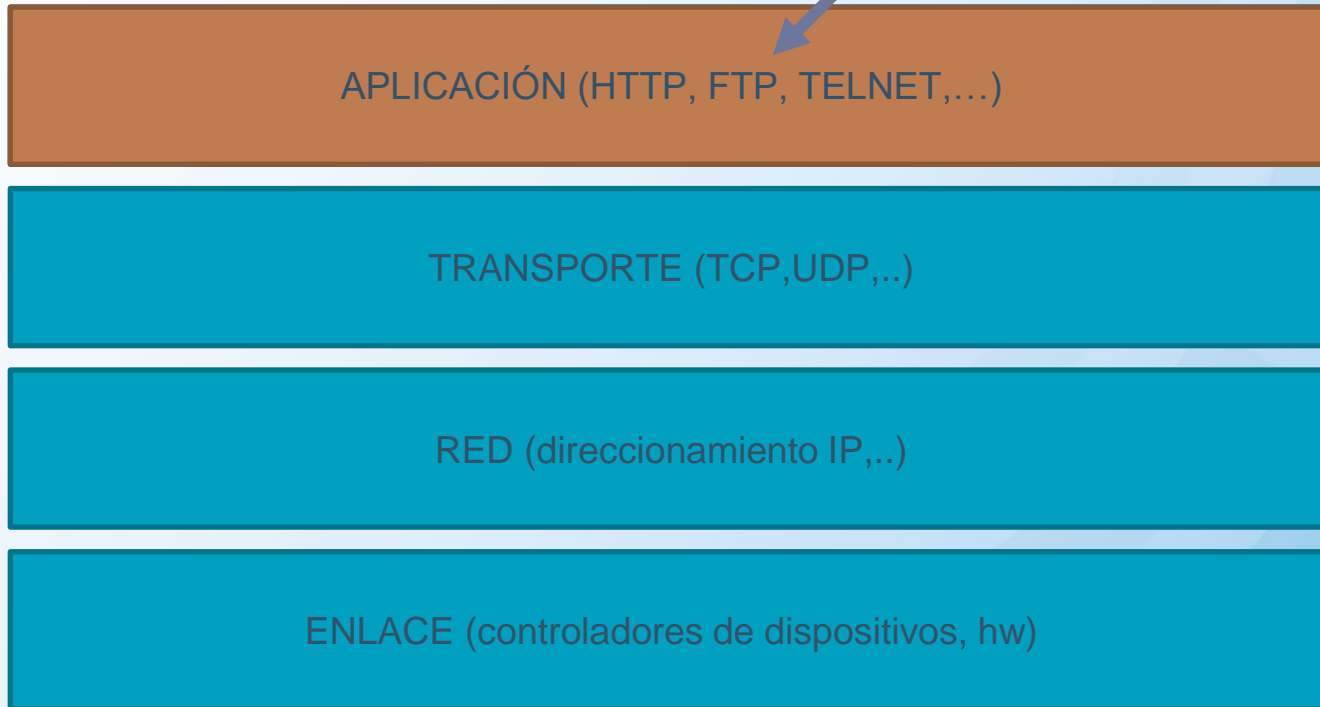 APLICACIÓN (HTTP, FTP, TELNET,…)
TRANSPORTE (TCP,UDP,..)
RED (direccionamiento IP,..)
ENLACE (controladores de dispositivos, hw)